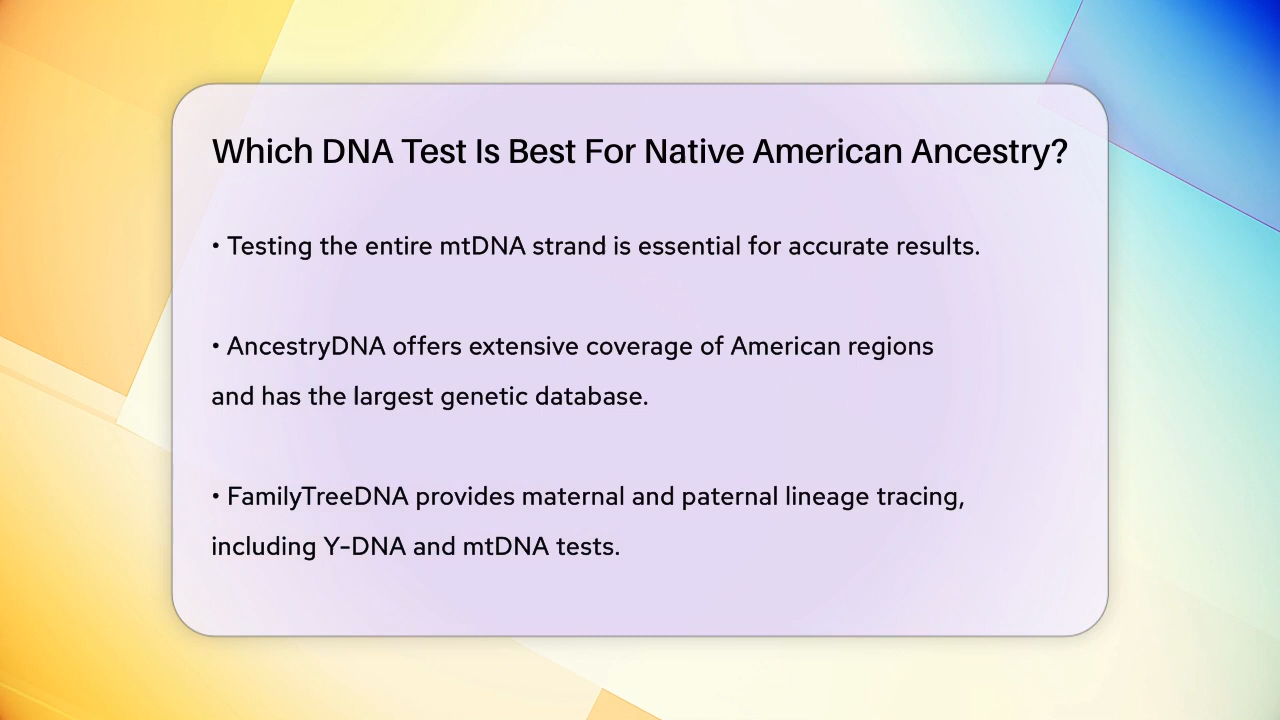 Which DNA Test Is Best For Native American Ancestry?
• Testing the entire mtDNA strand is essential for accurate results.
• AncestryDNA offers extensive coverage of American regions
and has the largest genetic database.
• FamilyTreeDNA provides maternal and paternal lineage tracing,
including Y-DNA and mtDNA tests.